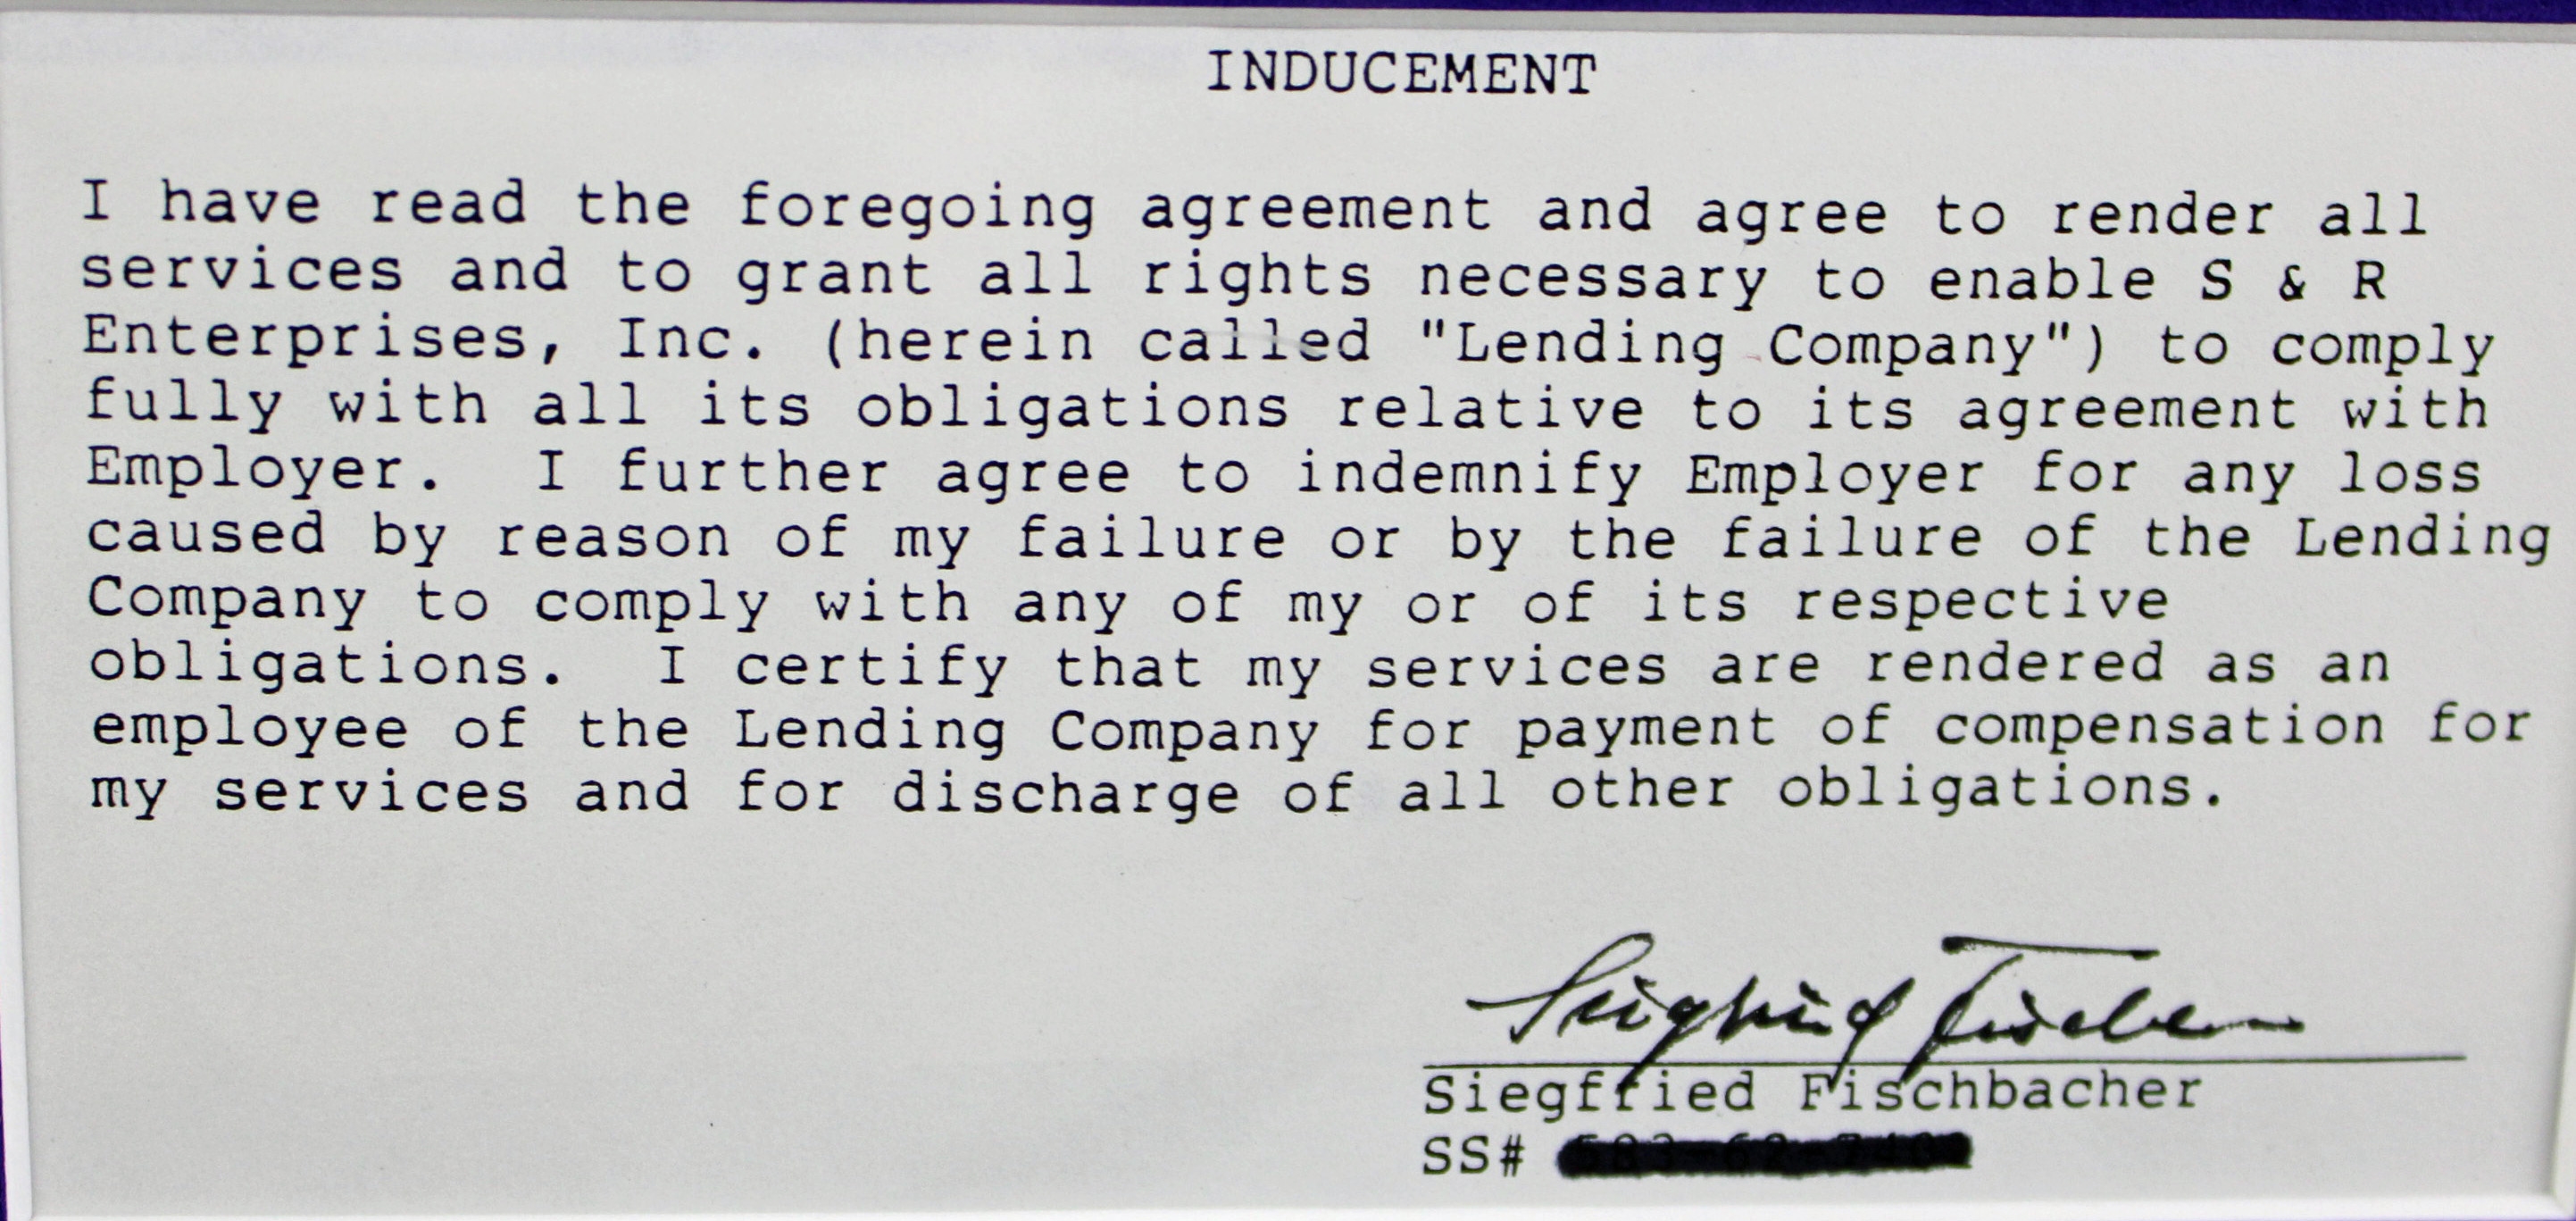 INDUCEMENT
I have read the foregoing agreement and agree to render all
services and to grant all rights necessary to enable S & R
Enterprises, Inc. (herein called "Lending Company") to comply
fully with all its obligations relative to its agreement with
Employer. I further agree to indemnify Employer for any loss
caused by reason of my failure or by the failure of the Lending
Company to comply with any of my or of its respective
obligations. I certify that my services are rendered as an
employee of the Lending Company for payment of compensation for
my services and for discharge of all other obligations.
Siegfried Fischbacher
SS#